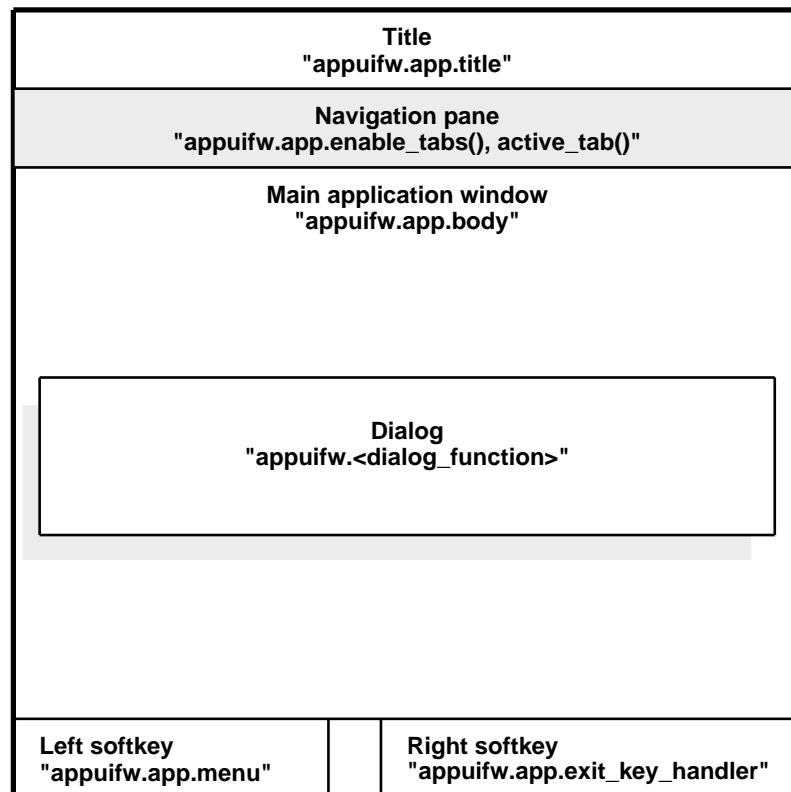 Title
"appuifw.app.title"
Navigation pane
"appuifw.app.enable_tabs(), active_tab()"
Main application window
"appuifw.app.body"
Dialog
"appuifw.<dialog_function>"
Left softkey
"appuifw.app.menu"
Right softkey
"appuifw.app.exit_key_handler"